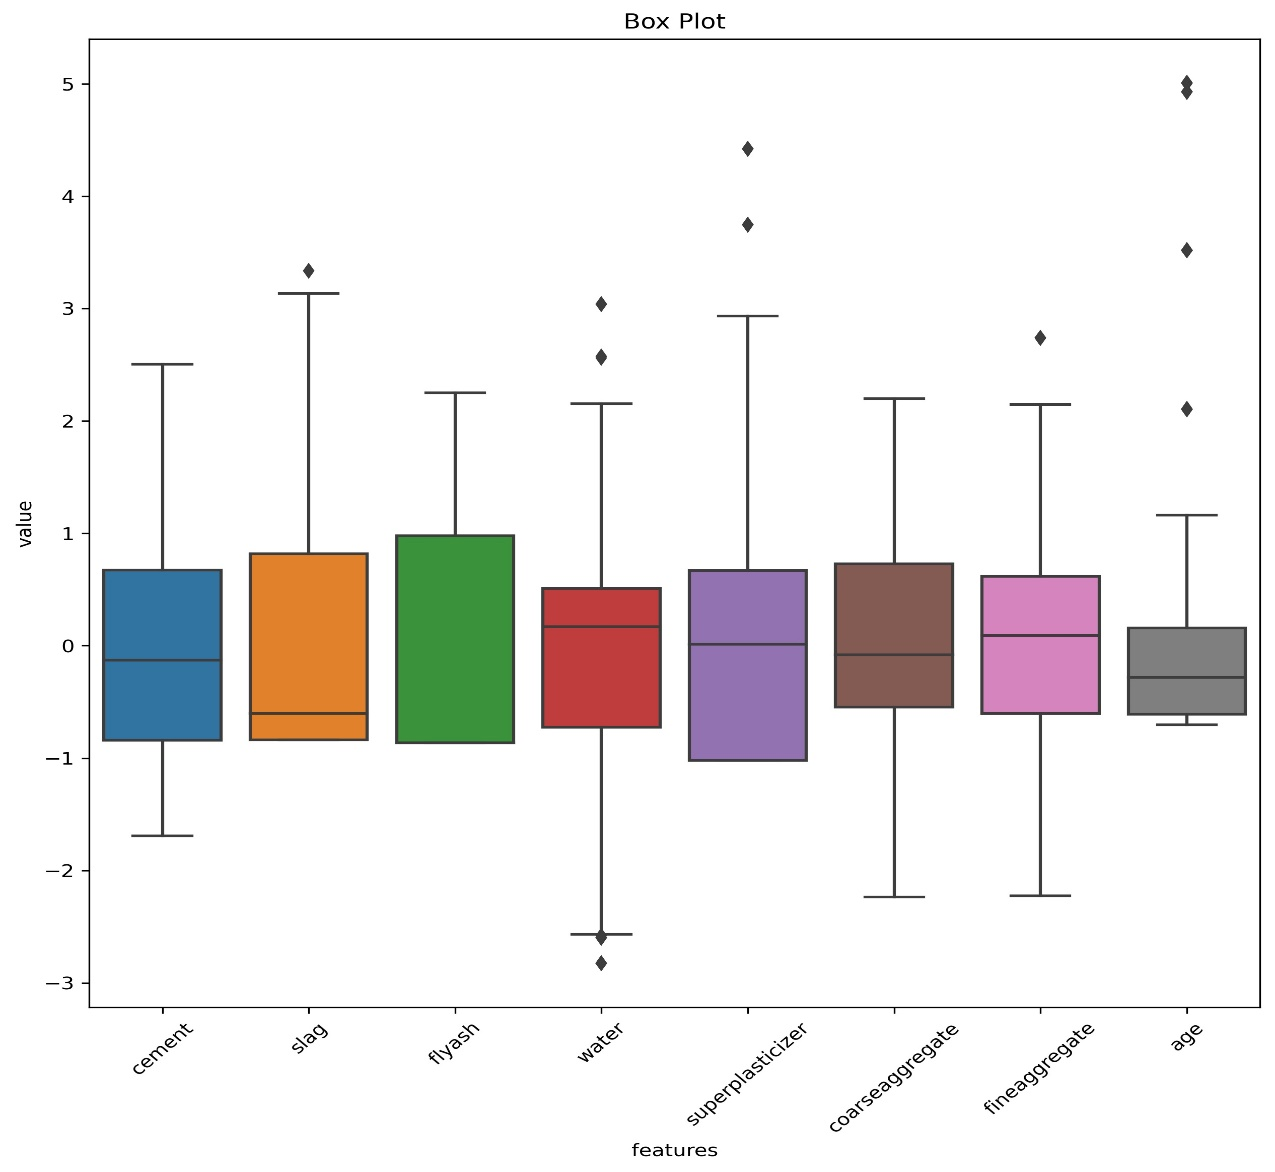 Box Plot
value
5
4
3
2
1
0
−1
−2
−3
cement
slag
flyash
water
superplasticizer
coarseaggregate
fineaggregate
age
features